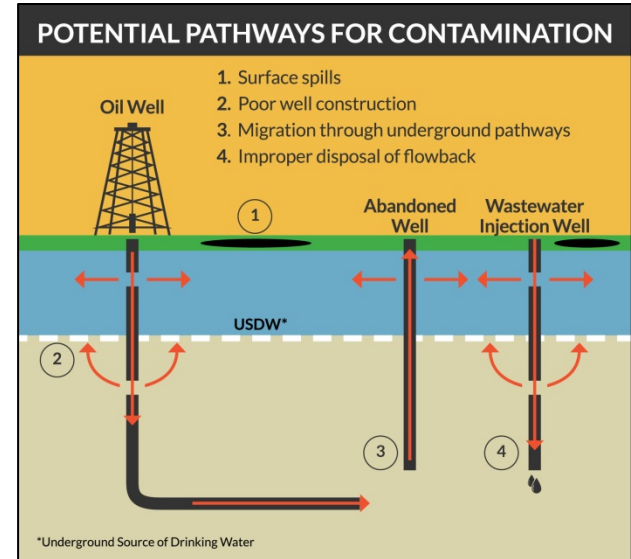 POTENTIAL PATHWAYS FOR CONTAMINATION
1. Surface spills
2. Poor well construction
3. Migration through underground pathways
4. Improper disposal of flowback
Oil Well
1
Abandoned
Well
Wastewater
Injection Well
USDW*
2
3
4
*Underground Source of Drinking Water